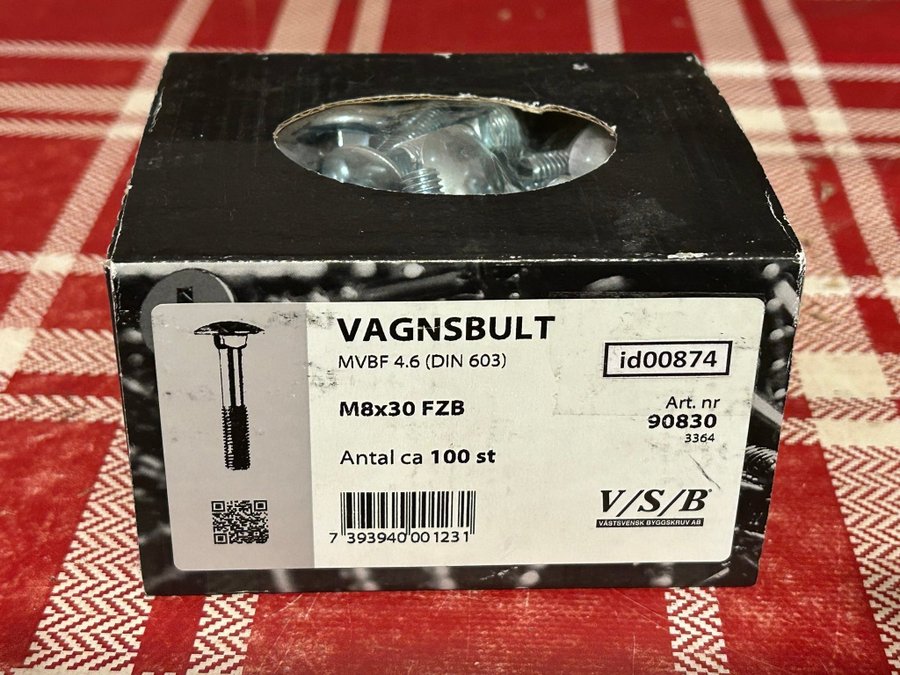 VAGNSBULT
MVBF 4.6 (DIN 603)
id00874
M8x30 FZB
Art. nr
90830
3364
Antal ca 100 st
V/S/B®
VÄSTSVENSK BYGGSKRUV AB
7 393940 001231